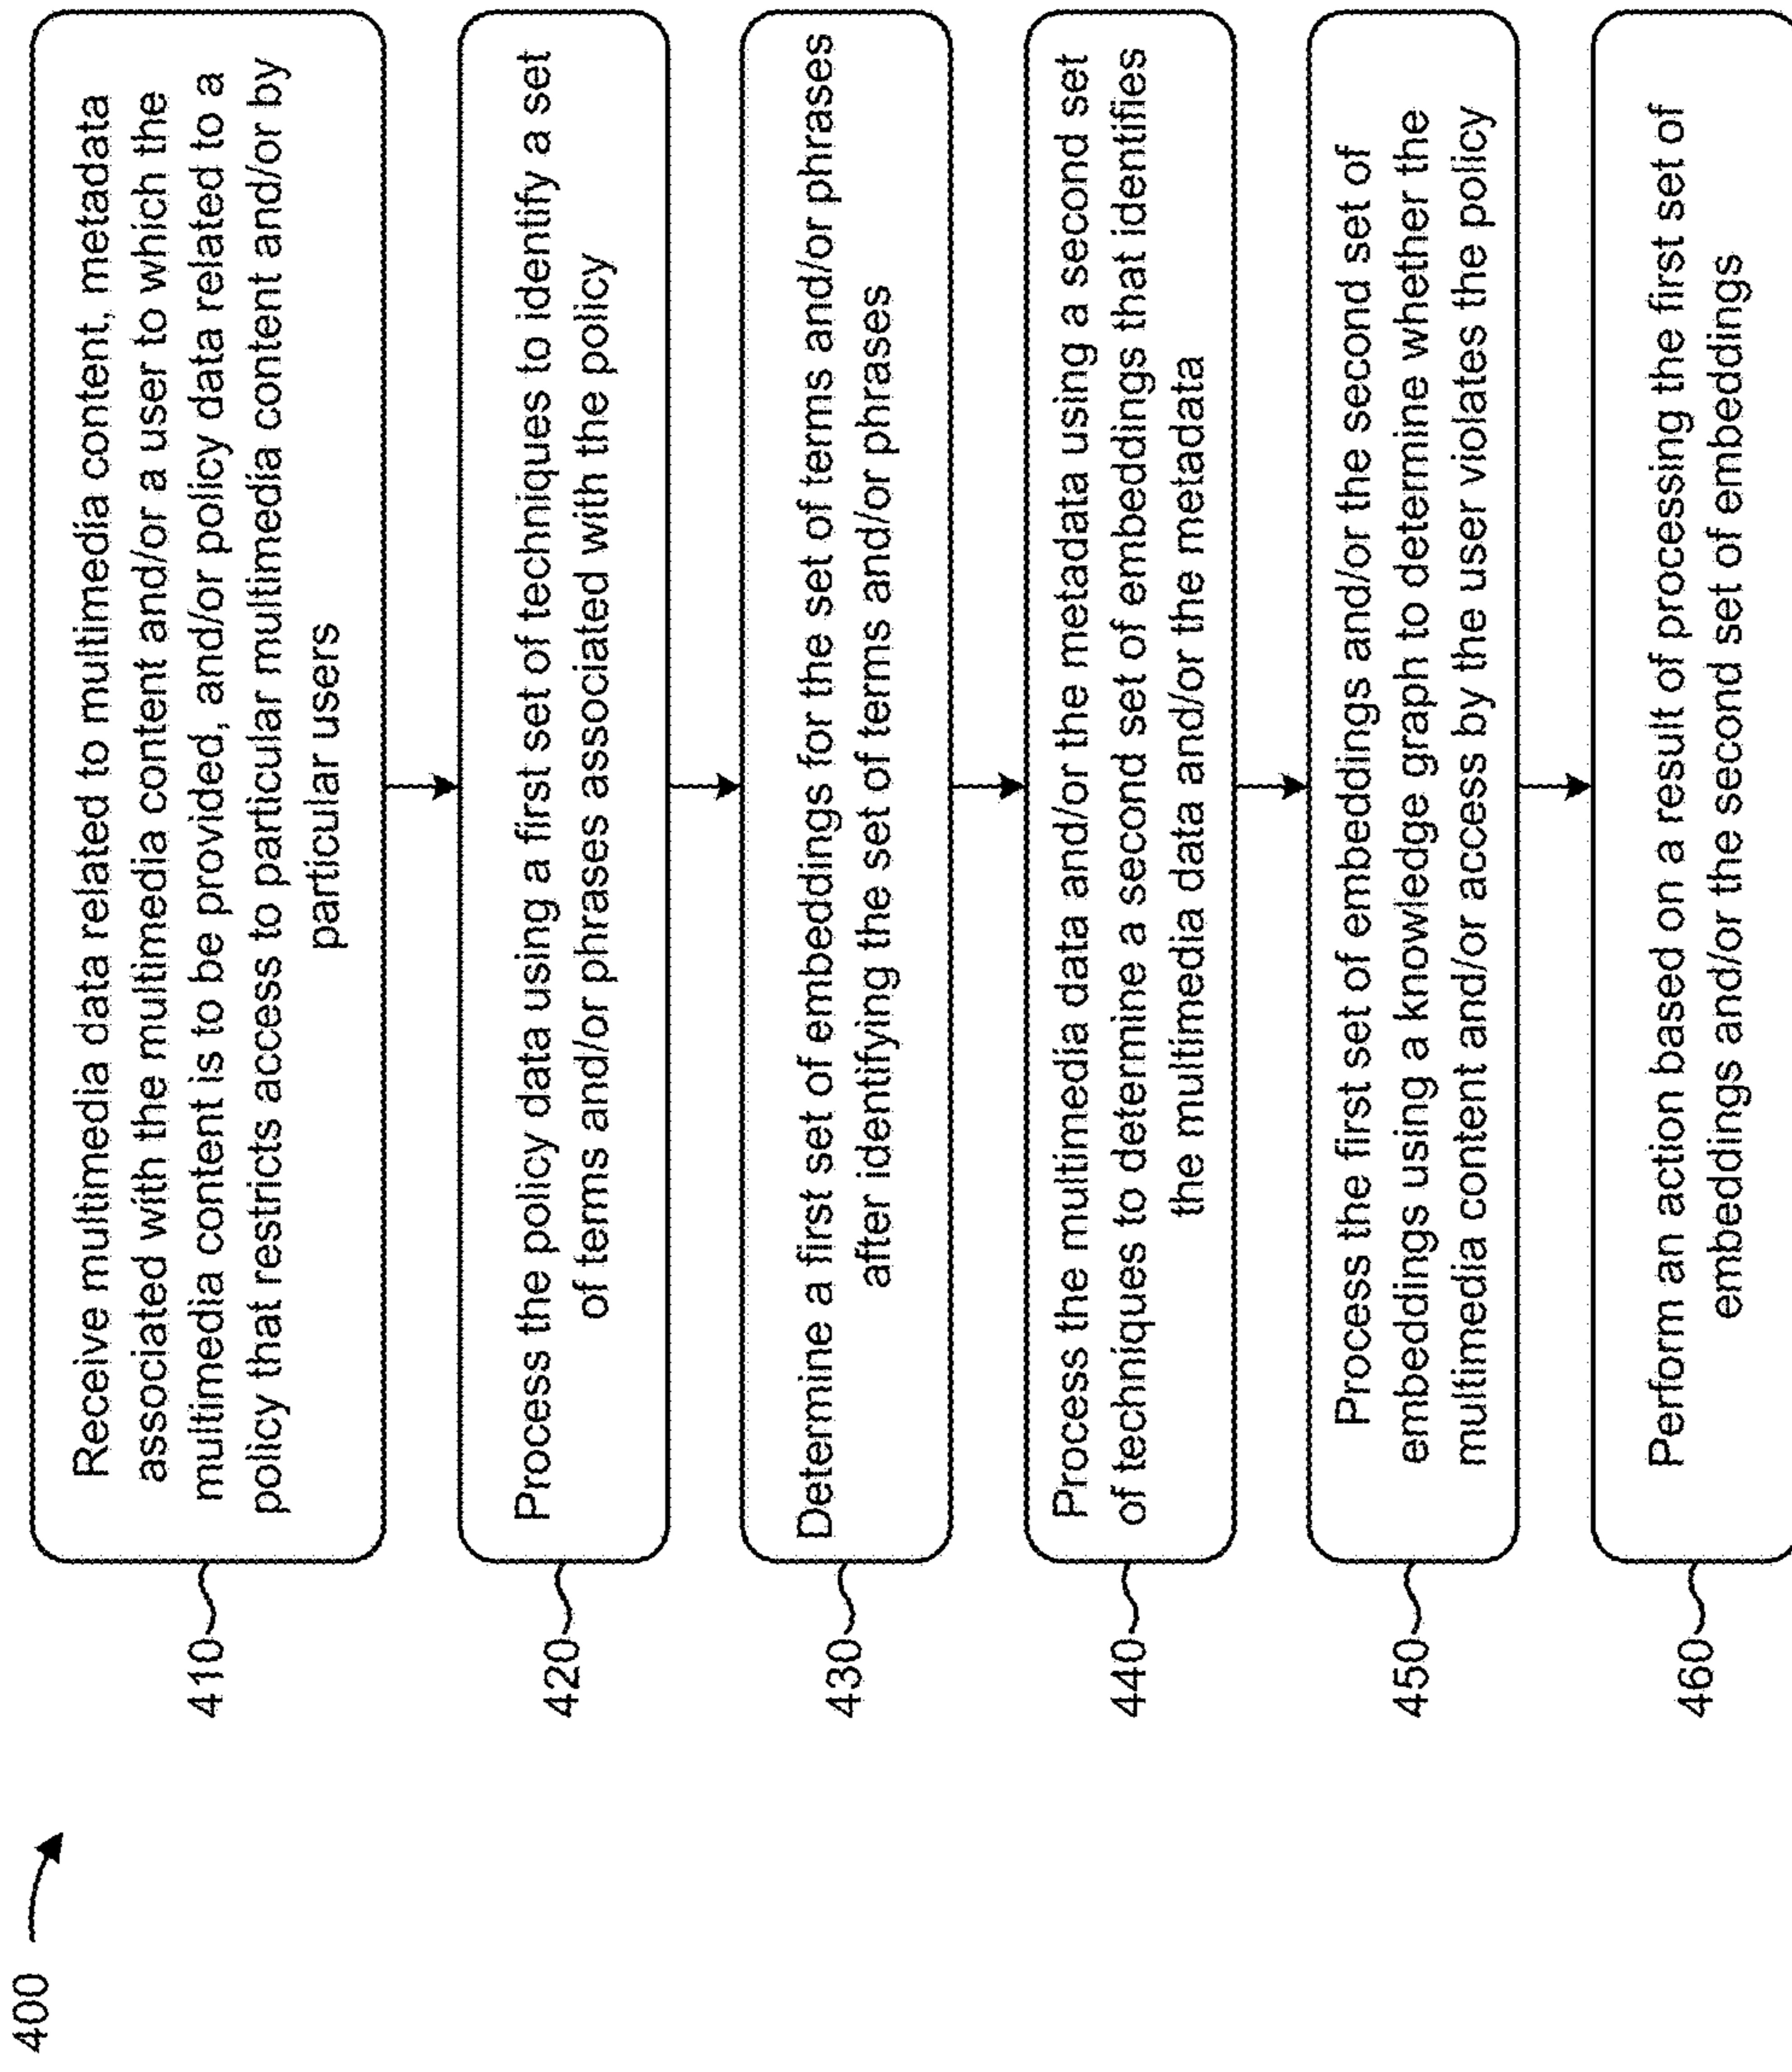 400
410
Receive multimedia data related to multimedia content, metadata
associated with the multimedia content and/or a user to which the
multimedia content is to be provided, and/or policy data related to a
policy that restricts access to particular multimedia content and/or by
particular users
420
Process the policy data using a first set of techniques to identify a set
of terms and/or phrases associated with the policy
430
Determine a first set of embeddings for the set of terms and/or phrases
after identifying the set of terms and/or phrases
440
Process the multimedia data and/or the metadata using a second set
of techniques to determine a second set of embeddings that identifies
the multimedia data and/or the metadata
450
Process the first set of embeddings and/or the second set of
embeddings using a knowledge graph to determine whether the
multimedia content and/or access by the user violates the policy
460
Perform an action based on a result of processing the first set of
embeddings and/or the second set of embeddings